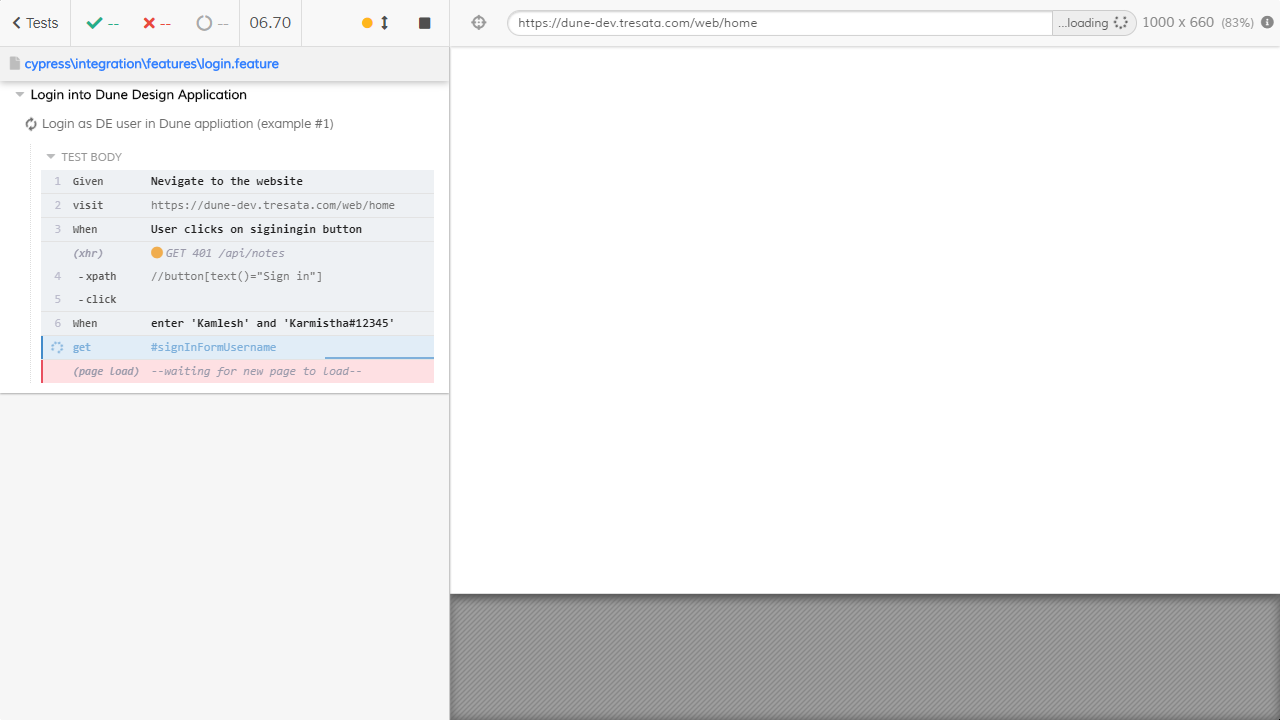 Tests -- -- -- 06.70
https://dune-dev.tresata.com/web/home ...loading 1000 x 660 (83%)
cypress\integration\features\login.feature
Login into Dune Design Application
Login as DE user in Dune appliation (example #1)
TEST BODY
1 Given Nevigate to the website
2 visit https://dune-dev.tresata.com/web/home
3 When User clicks on siginingin button
(xhr) GET 401 /api/notes
4 -xpath //button[text()="Sign in"]
5 -click
6 When enter 'Kamlesh' and 'Karmistha#12345'
get #signInFormUsername
(page load) --waiting for new page to load--